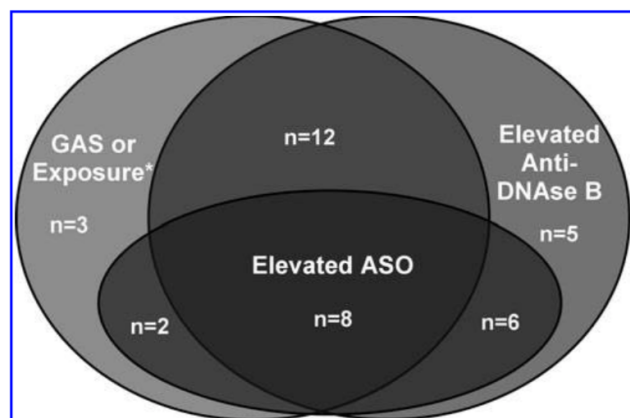 GAS or
Exposure*
n=3
n=12
Elevated
Anti-
DNAse B
n=5
Elevated ASO
n=2
n=8
n=6